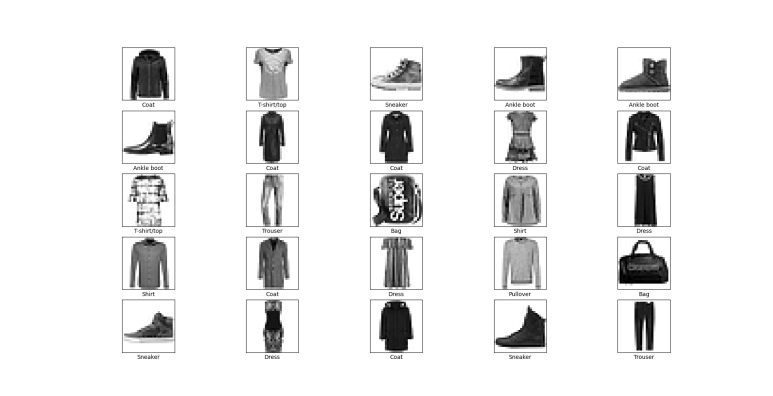 Coat
T-shirt/top
Sneaker
Ankle boot
Ankle boot
Ankle boot
Coat
Coat
Dress
Coat
T-shirt/top
Trouser
Super
Bag
Shirt
Dress
Shirt
Coat
Dress
Pullover
Bag
Sneaker
Dress
Coat
Sneaker
Trouser